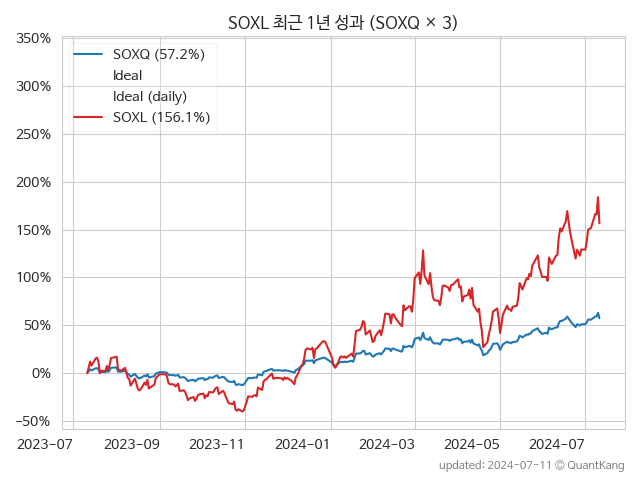 SOXL 최근 1년 성과 (SOXQ × 3)
350%
300%
250%
200%
150%
100%
50%
0%
−50%
SOXQ (57.2%)
Ideal
Ideal (daily)
SOXL (156.1%)
2023-07
2023-09
2023-11
2024-01
2024-03
2024-05
2024-07
updated: 2024-07-11 © QuantKang